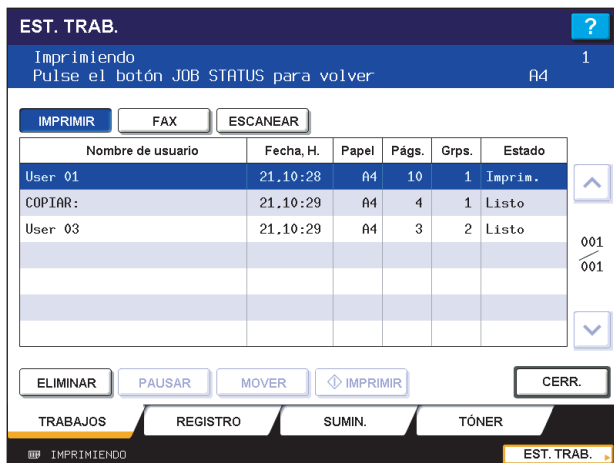 EST. TRAB. ?
Imprimiendo 1
Pulse el botón JOB STATUS para volver A4
IMPRIMIR FAX ESCANEAR
Nombre de usuario Fecha, H. Papel Págs. Grps. Estado
User 01 21,10:28 A4 10 1 Imprim.
COPIAR: 21,10:29 A4 4 1 Listo
User 03 21,10:29 A4 3 2 Listo
001
001
ELIMINAR PAUSAR MOVER IMPRIMIR CERR.
TRABAJOS REGISTRO SUMIN. TÓNER
IMPRIMIENDO EST. TRAB.